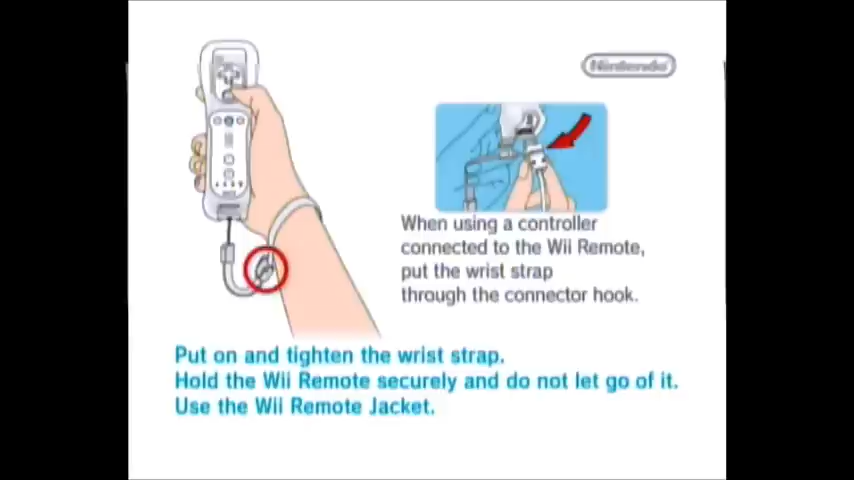 Nintendo
When using a controller
connected to the Wii Remote,
put the wrist strap
through the connector hook.
Put on and tighten the wrist strap.
Hold the Wii Remote securely and do not let go of it.
Use the Wii Remote Jacket.